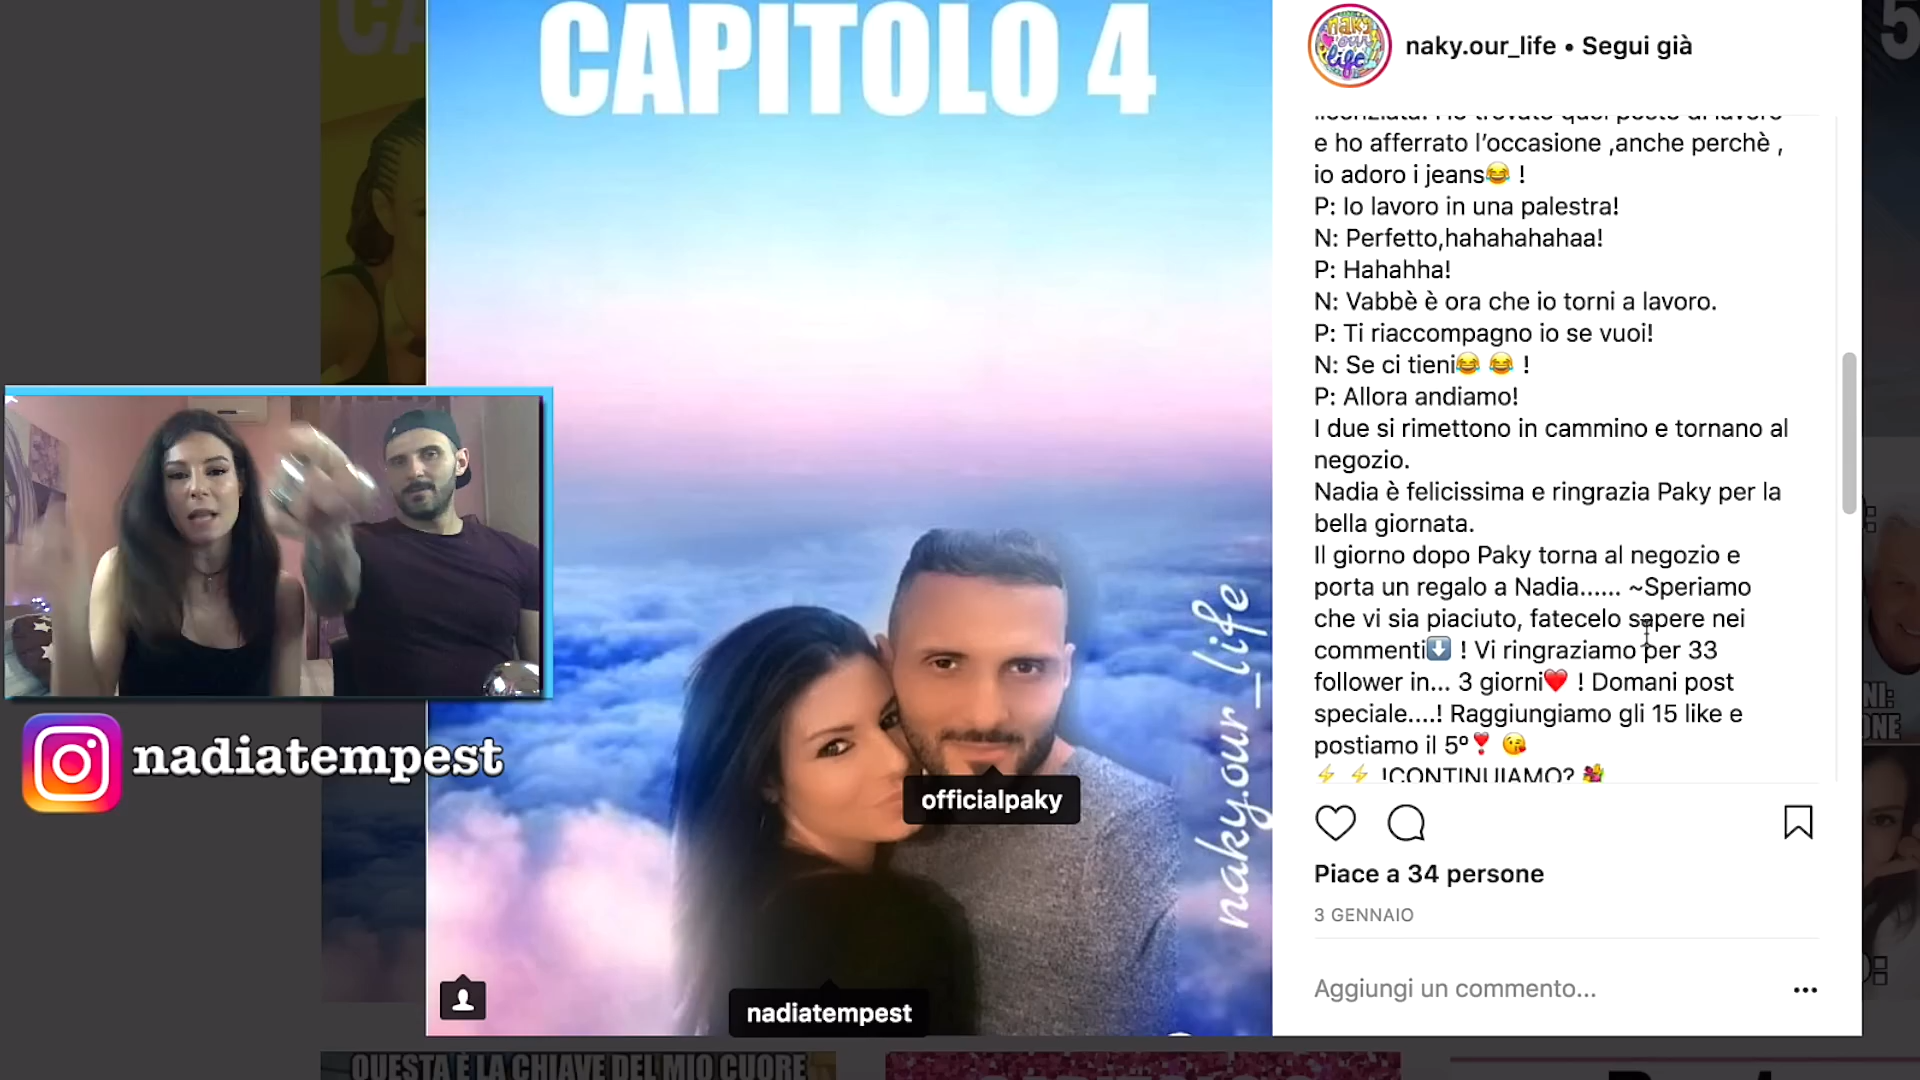 CAPITOLO 4
naky.our_life • Segui già
e ho afferrato l'occasione ,anche perchè ,
io adoro i jeans😂 !
P: Io lavoro in una palestra!
N: Perfetto,hahahahahaa!
P: Hahahha!
N: Vabbè è ora che io torni a lavoro.
P: Ti riaccompagno io se vuoi!
N: Se ci tieni😂 😂 !
P: Allora andiamo!
I due si rimettono in cammino e tornano al
negozio.
Nadia è felicissima e ringrazia Paky per la
bella giornata.
Il giorno dopo Paky torna al negozio e
porta un regalo a Nadia...... ~Speriamo
che vi sia piaciuto, fatecelo sapere nei
commenti⬇️ ! Vi ringraziamo per 33
follower in... 3 giorni❤️ ! Domani post
speciale....! Raggiungiamo gli 15 like e
postiamo il 5º❣️ 😘
⚡ ⚡ !CONTINUIAMO?
Piace a 34 persone
3 GENNAIO
Aggiungi un commento...
nadiatempest
officialpaky
nadiatempest
naky.our_life
QUESTA È LA CHIAVE DEL MIO CUORE